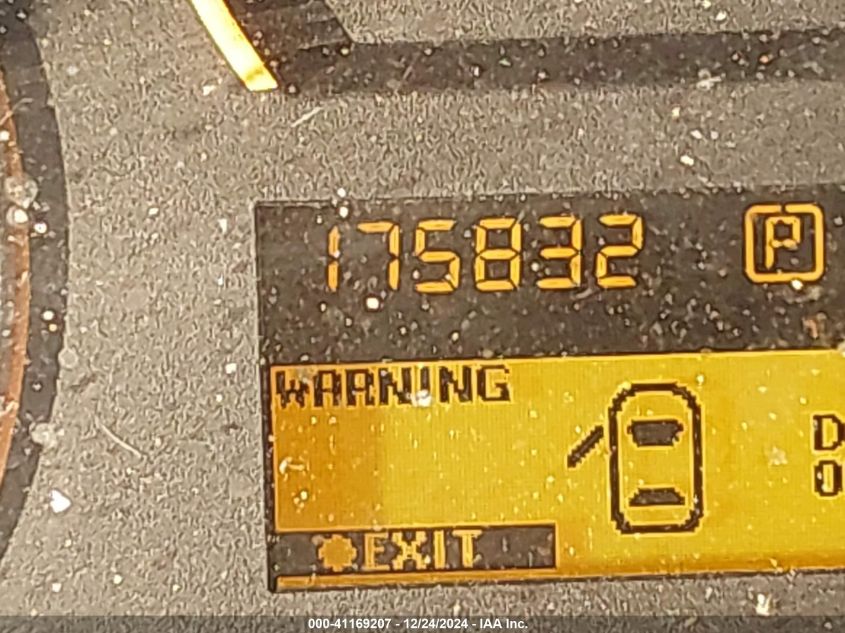 175832 P
WARNING
D
EXIT
000-41169207 - 12/24/2024 - IAA Inc.